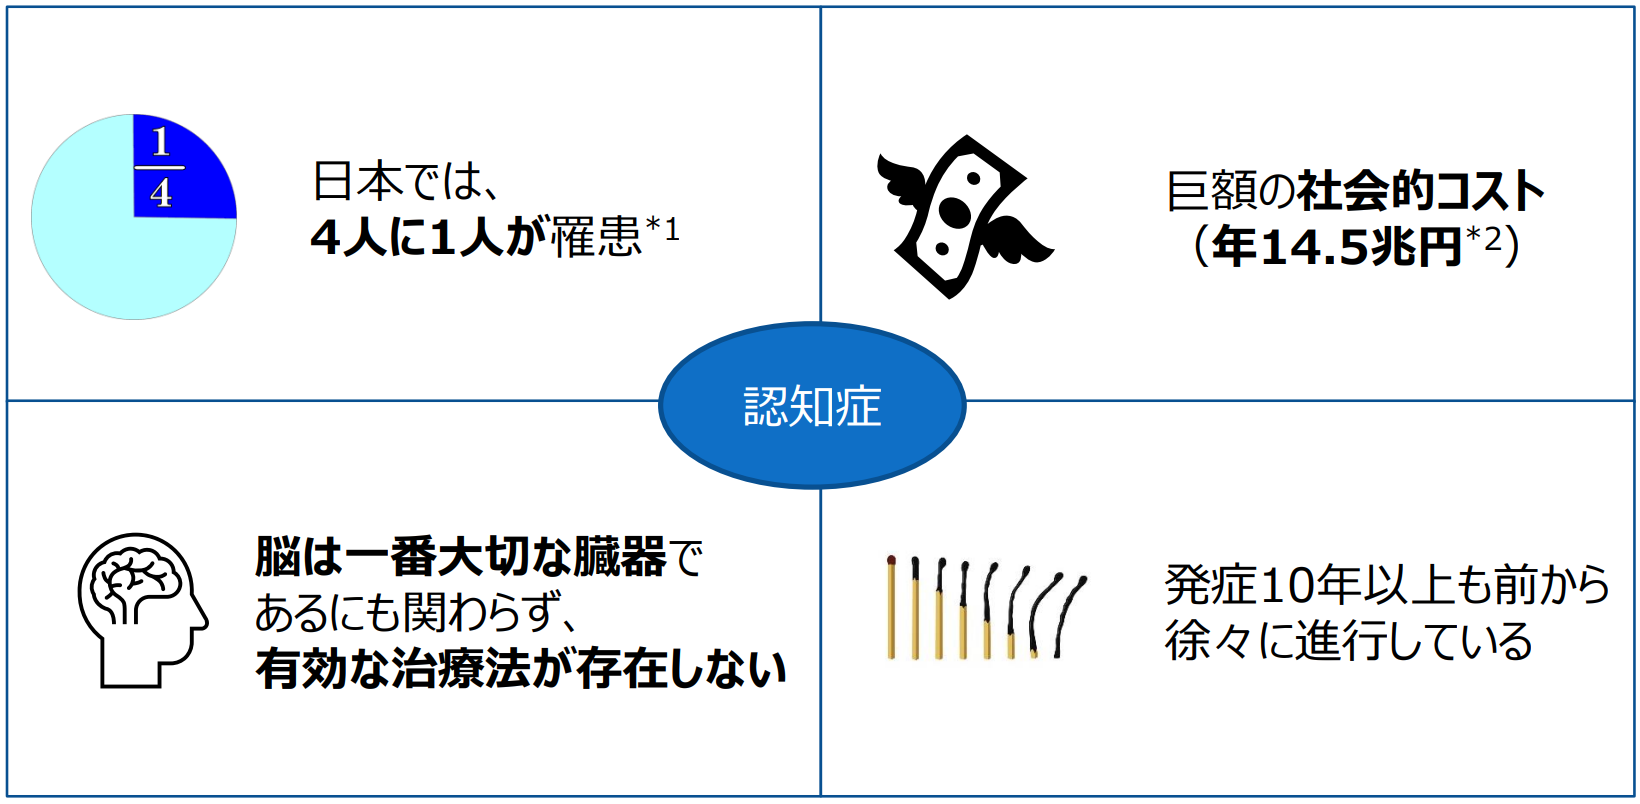 1
4
日本では、
4人に1人が罹患*1
巨額の社会的コスト
（年14.5兆円*2）
認知症
脳は一番大切な臓器で
あるにも関わらず、
有効な治療法が存在しない
発症10年以上も前から
徐々に進行している